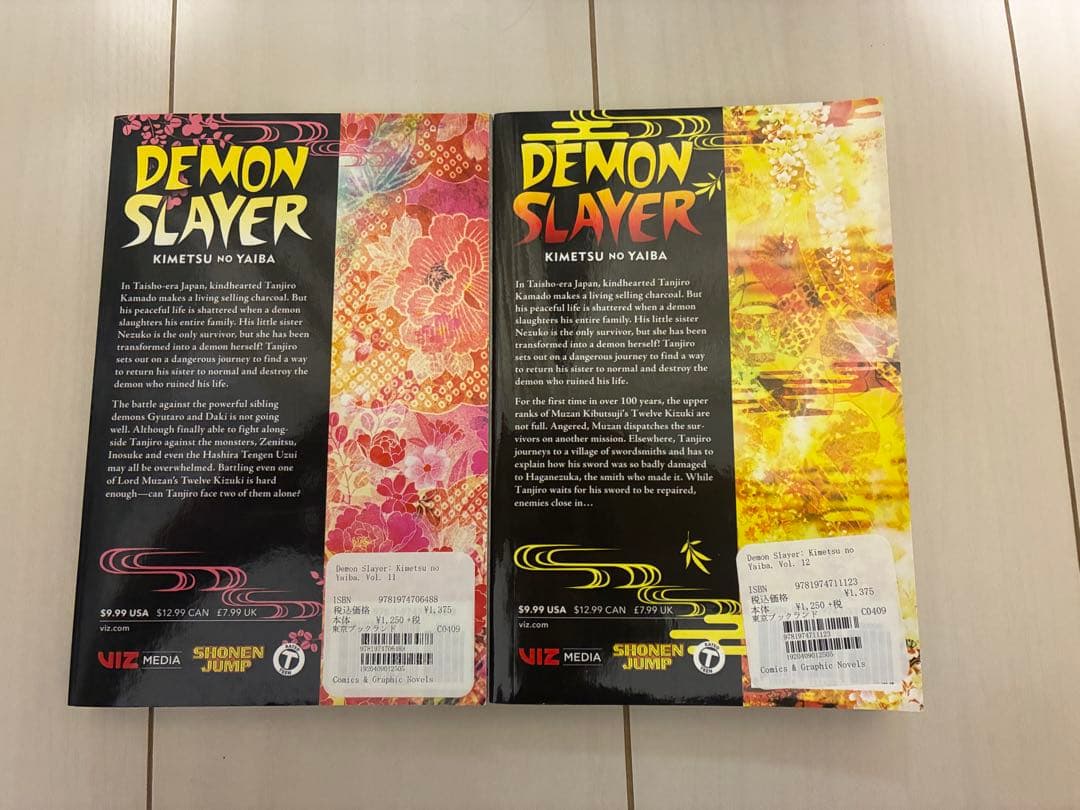 DEMON
SLAYER
KIMETSU NO YAIBA
In Taisho-era Japan, kindhearted Tanjiro
Kamado makes a living selling charcoal. But
his peaceful life is shattered when a demon
slaughters his entire family. His little sister
Nezuko is the only survivor, but she has been
transformed into a demon herself! Tanjiro
sets out on a dangerous journey to find a way
to return his sister to normal and destroy the
demon who ruined his life.
The battle against the powerful sibling
demons Gyutaro and Daki is not going
well. Although finally able to fight along-
side Tanjiro against the monsters, Zenitsu,
Inosuke and even the Hashira Tengen Uzui
may all be overwhelmed. Battling even one
of Lord Muzan's Twelve Kizuki is hard
enough—can Tanjiro face two of them alone?
$9.99 USA $12.99 CAN £7.99 UK
viz.com
VIZ MEDIA
SHONEN
JUMP
RATED
T
TEEN
Demon Slayer: Kimetsu no
Yaiba, Vol. 11
ISBN 9781974706488
税込価格 ¥1,375
本体 ¥1,250+税
東京ブックランド C0409
9781974706488
1920409012505
Comics & Graphic Novels
DEMON
SLAYER
KIMETSU NO YAIBA
In Taisho-era Japan, kindhearted Tanjiro
Kamado makes a living selling charcoal. But
his peaceful life is shattered when a demon
slaughters his entire family. His little sister
Nezuko is the only survivor, but she has been
transformed into a demon herself! Tanjiro
sets out on a dangerous journey to find a way
to return his sister to normal and destroy the
demon who ruined his life.
For the first time in over 100 years, the upper
ranks of Muzan Kibutsuji's Twelve Kizuki are
not full. Angered, Muzan dispatches the sur-
vivors on another mission. Elsewhere, Tanjiro
journeys to a village of swordsmiths and has to
explain how his sword was so badly damaged
to Haganezuka, the smith who made it. While
Tanjiro waits for his sword to be repaired,
enemies close in...
$9.99 USA $12.99 CAN £7.99 UK
viz.com
VIZ MEDIA
SHONEN
JUMP
RATED
T
TEEN
Demon Slayer: Kimetsu no
Yaiba, Vol. 12
ISBN 9781974711123
税込価格 ¥1,375
本体 ¥1,250+税
東京ブックランド C0409
9781974711123
1920409012505
Comics & Graphic Novels